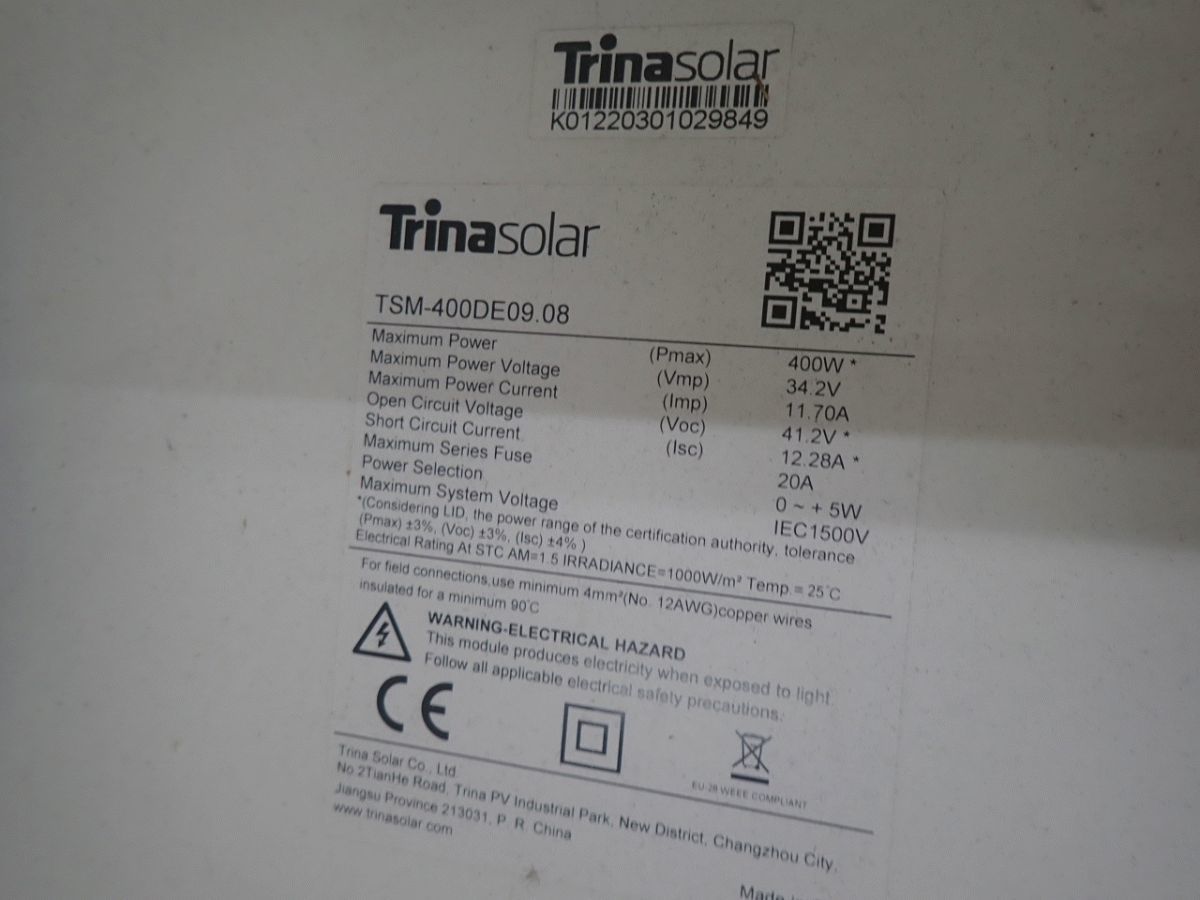 Trinasolar
K01220301029849
Trinasolar
TSM-400DE09.08
Maximum Power (Pmax) 400W *
Maximum Power Voltage (Vmp) 34.2V
Maximum Power Current (Imp) 11.70A
Open Circuit Voltage (Voc) 41.2V *
Short Circuit Current (Isc) 12.28A *
Maximum Series Fuse 20A
Power Selection 0 ~ + 5W
Maximum System Voltage IEC1500V
*(Considering LID, the power range of the certification authority, tolerance
(Pmax) ±3%, (Voc) ±3%, (Isc) ±4% )
Electrical Rating At STC AM=1.5 IRRADIANCE=1000W/m² Temp.= 25℃
For field connections,use minimum 4mm²(No. 12AWG)copper wires
insulated for a minimum 90℃
WARNING-ELECTRICAL HAZARD
This module produces electricity when exposed to light.
Follow all applicable electrical safety precautions.
CE
EU-28 WEEE COMPLIANT
Trina Solar Co., Ltd.
No.2TianHe Road, Trina PV Industrial Park, New District, Changzhou City,
Jiangsu Province 213031, P. R. China
www.trinasolar.com
Made